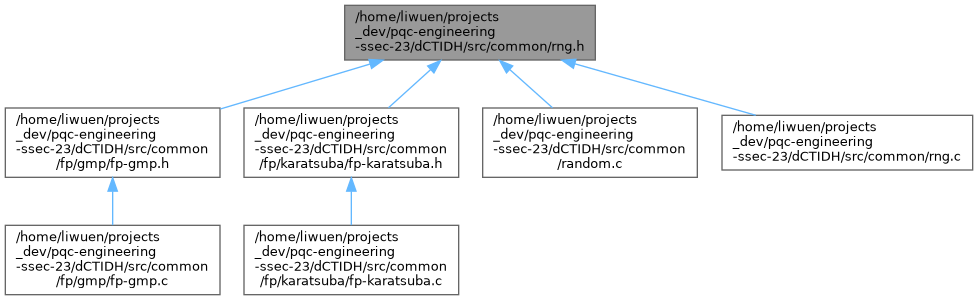 /home/liwuen/projects
_dev/pqc-engineering
-ssec-23/dCTIDH/src/common/rng.h
/home/liwuen/projects
_dev/pqc-engineering
-ssec-23/dCTIDH/src/common
/fp/gmp/fp-gmp.h
/home/liwuen/projects
_dev/pqc-engineering
-ssec-23/dCTIDH/src/common
/fp/karatsuba/fp-karatsuba.h
/home/liwuen/projects
_dev/pqc-engineering
-ssec-23/dCTIDH/src/common
/random.c
/home/liwuen/projects
_dev/pqc-engineering
-ssec-23/dCTIDH/src/common/rng.c
/home/liwuen/projects
_dev/pqc-engineering
-ssec-23/dCTIDH/src/common
/fp/gmp/fp-gmp.c
/home/liwuen/projects
_dev/pqc-engineering
-ssec-23/dCTIDH/src/common
/fp/karatsuba/fp-karatsuba.c